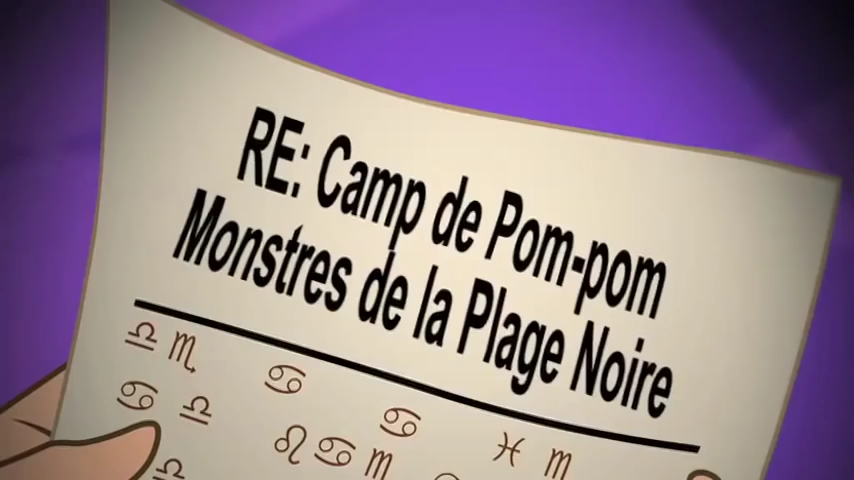 RE: Camp de Pom-pom
Monstres de la Plage Noire
♎ ♏ ♋ ♋ ♓ ♏
♋ ♎ ♌ ♋ ♏
♎